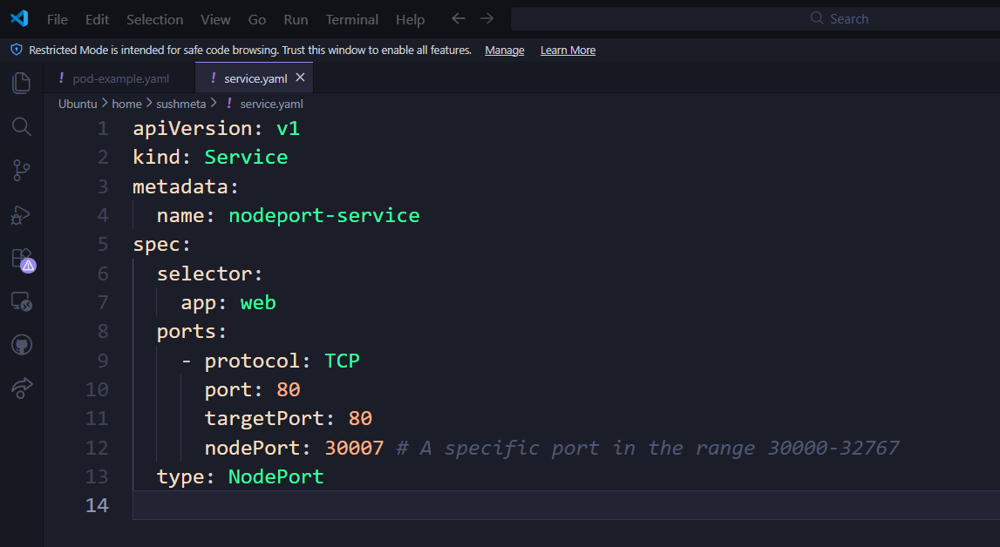 File Edit Selection View Go Run Terminal Help Search
Restricted Mode is intended for safe code browsing. Trust this window to enable all features. Manage Learn More
! pod-example.yaml ! service.yaml
Ubuntu > home > sushmeta > ! service.yaml
1 apiVersion: v1
2 kind: Service
3 metadata:
4   name: nodeport-service
5 spec:
6   selector:
7     app: web
8   ports:
9     - protocol: TCP
10       port: 80
11       targetPort: 80
12       nodePort: 30007 # A specific port in the range 30000-32767
13   type: NodePort
14